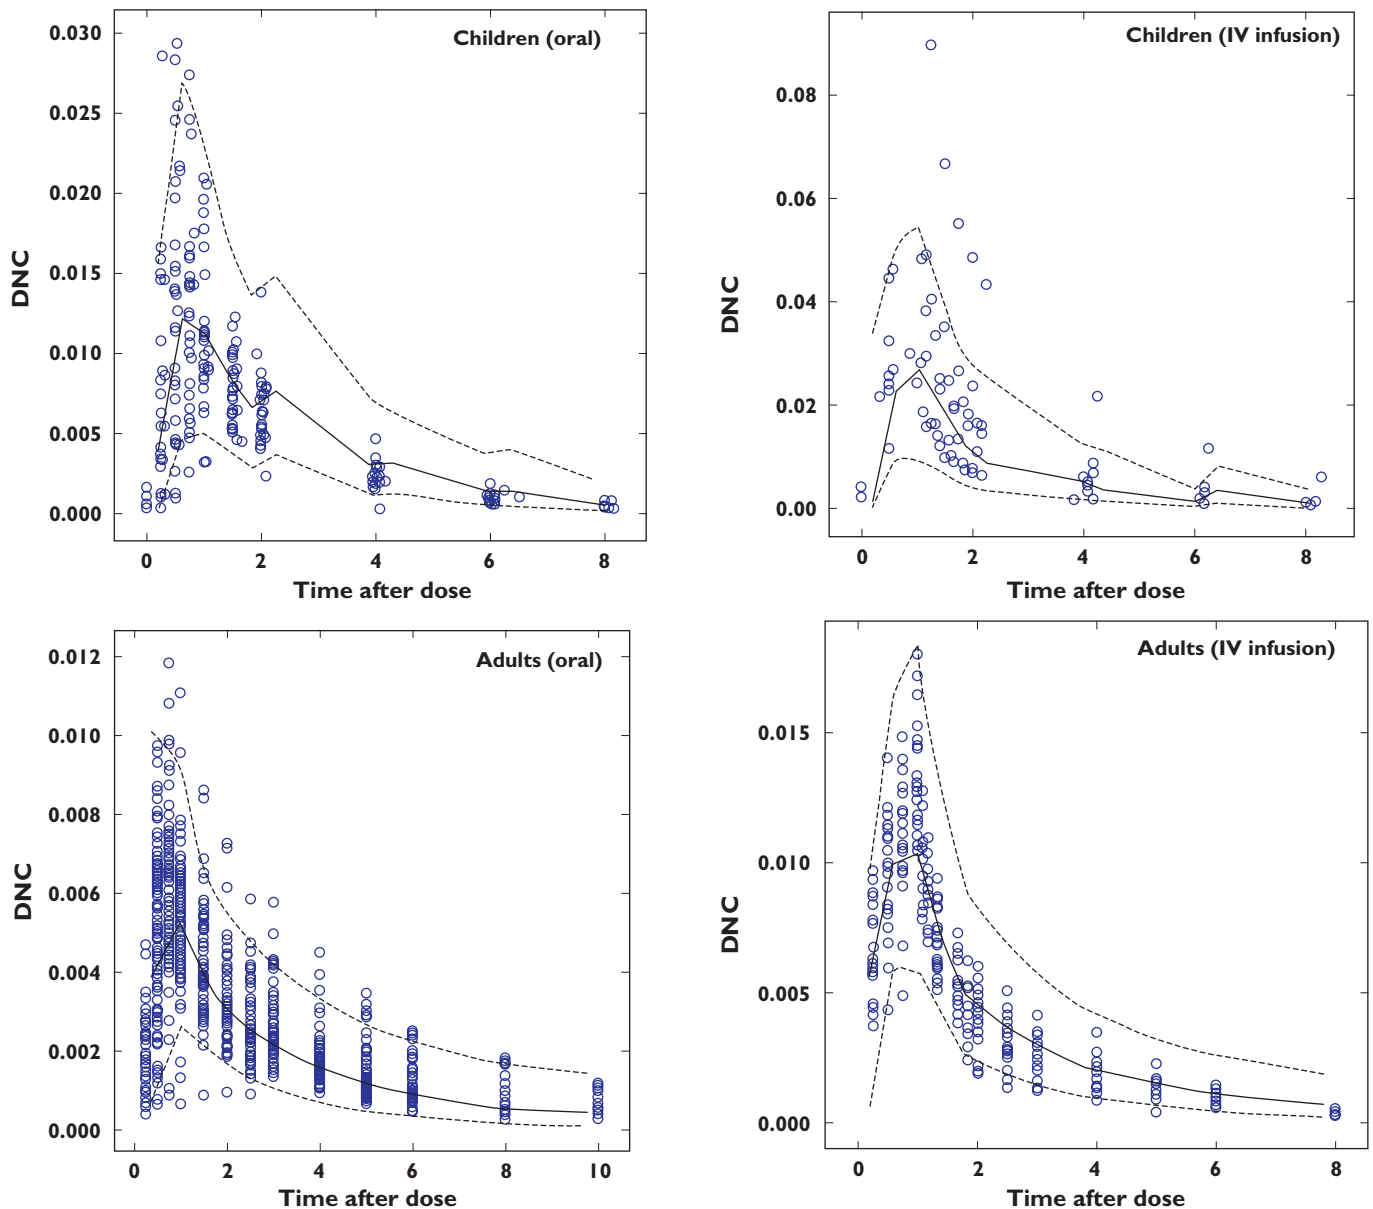 Children (oral)
0.030
0.025
0.020
0.015
0.010
0.005
0.000
DNC
0 2 4 6 8
Time after dose
Children (IV infusion)
0.08
0.06
0.04
0.02
0.00
DNC
0 2 4 6 8
Time after dose
Adults (oral)
0.012
0.010
0.008
0.006
0.004
0.002
0.000
DNC
0 2 4 6 8 10
Time after dose
Adults (IV infusion)
0.015
0.010
0.005
0.000
DNC
0 2 4 6 8
Time after dose